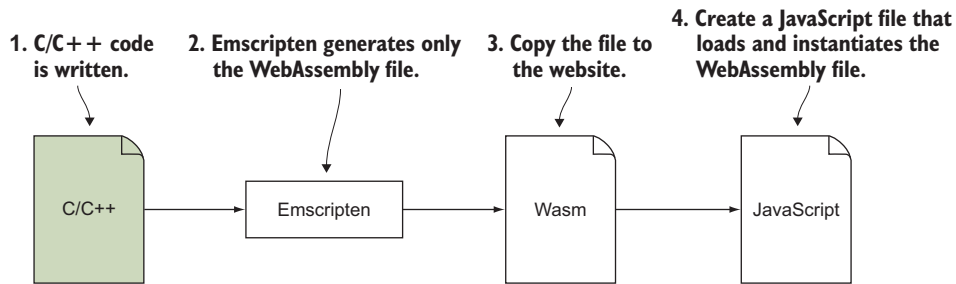 1. C/C++ code
is written.
2. Emscripten generates only
the WebAssembly file.
3. Copy the file to
the website.
4. Create a JavaScript file that
loads and instantiates the
WebAssembly file.
C/C++
Emscripten
Wasm
JavaScript